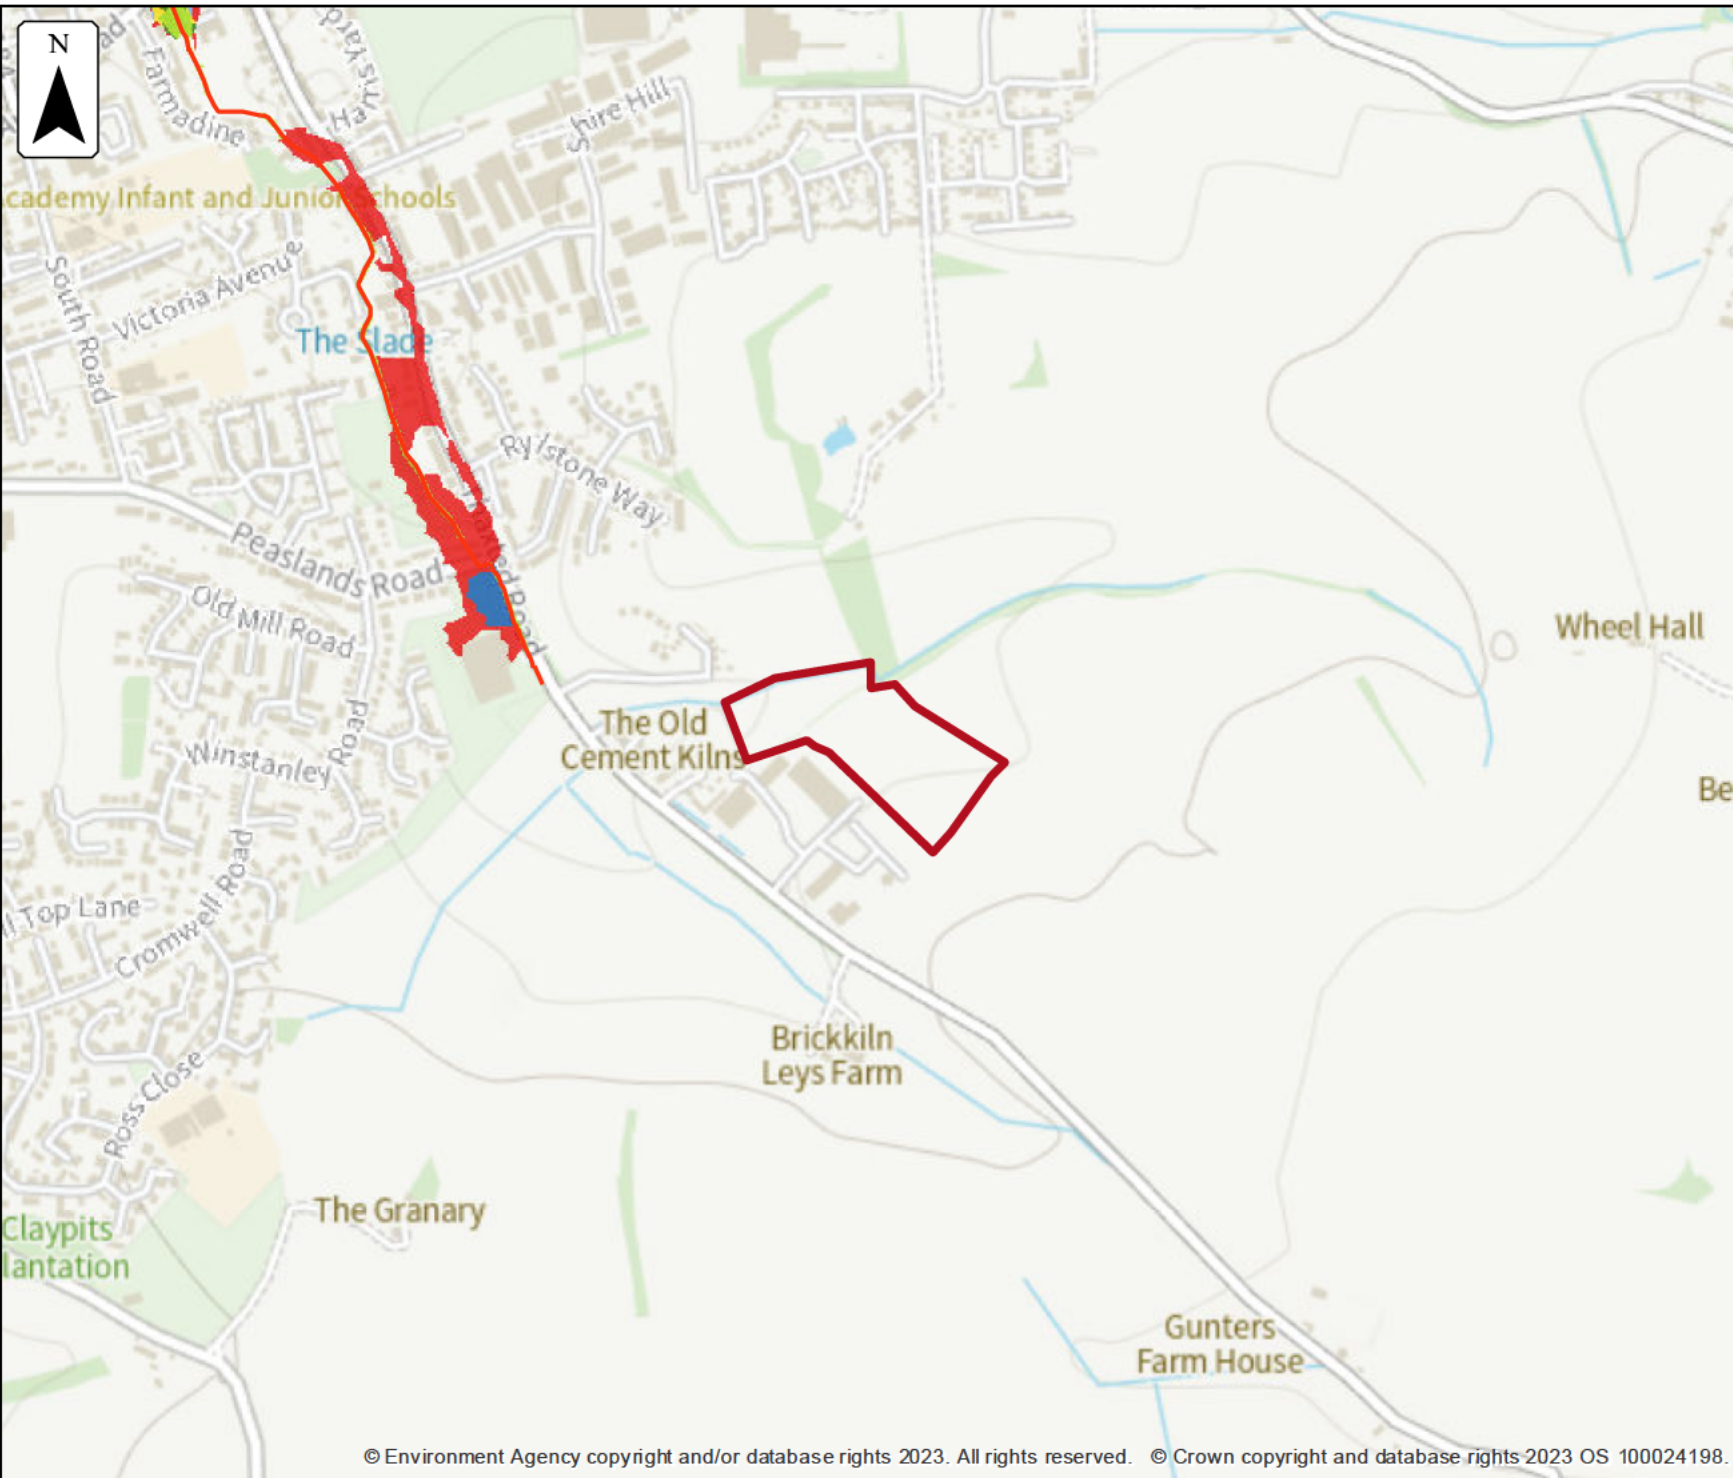 N
Farmadine
Shire Hill
cademy Infant and Junior Schools
South Road
Victoria Avenue
The Slade
Rylstone Way
Peaslands Road
Road
Old Mill Road
Wheel Hall
The Old
Cement Kilns
Winstanley
Road
Be
ll Top Lane
Cromwell Road
Brickkiln
Leys Farm
Ross Close
The Granary
Claypits
lantation
Gunters
Farm House
© Environment Agency copyright and/or database rights 2023. All rights reserved. © Crown copyright and database rights 2023 OS 100024198.